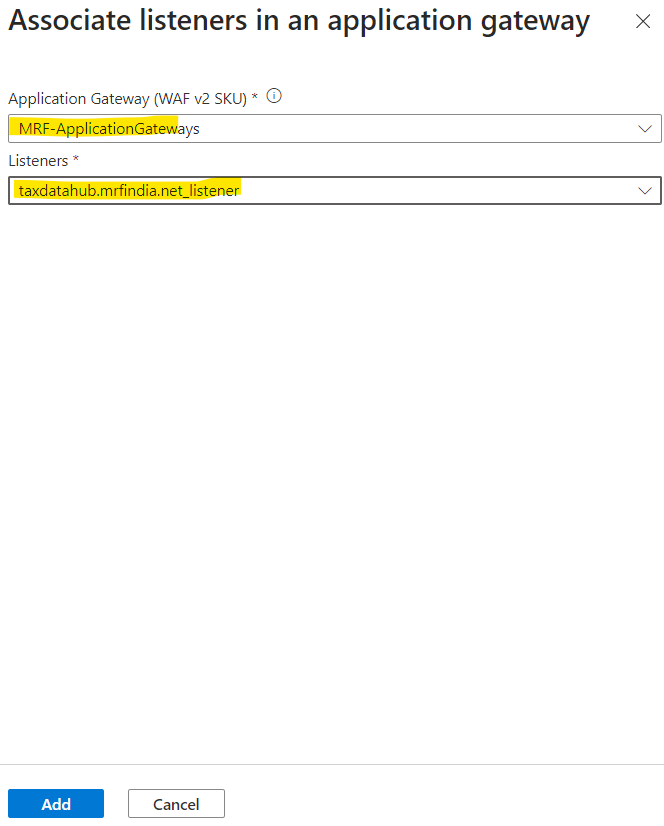 Associate listeners in an application gateway
Application Gateway (WAF v2 SKU) *
MRF-ApplicationGateways
Listeners *
taxdatahub.mrfindia.net_listener
Add
Cancel